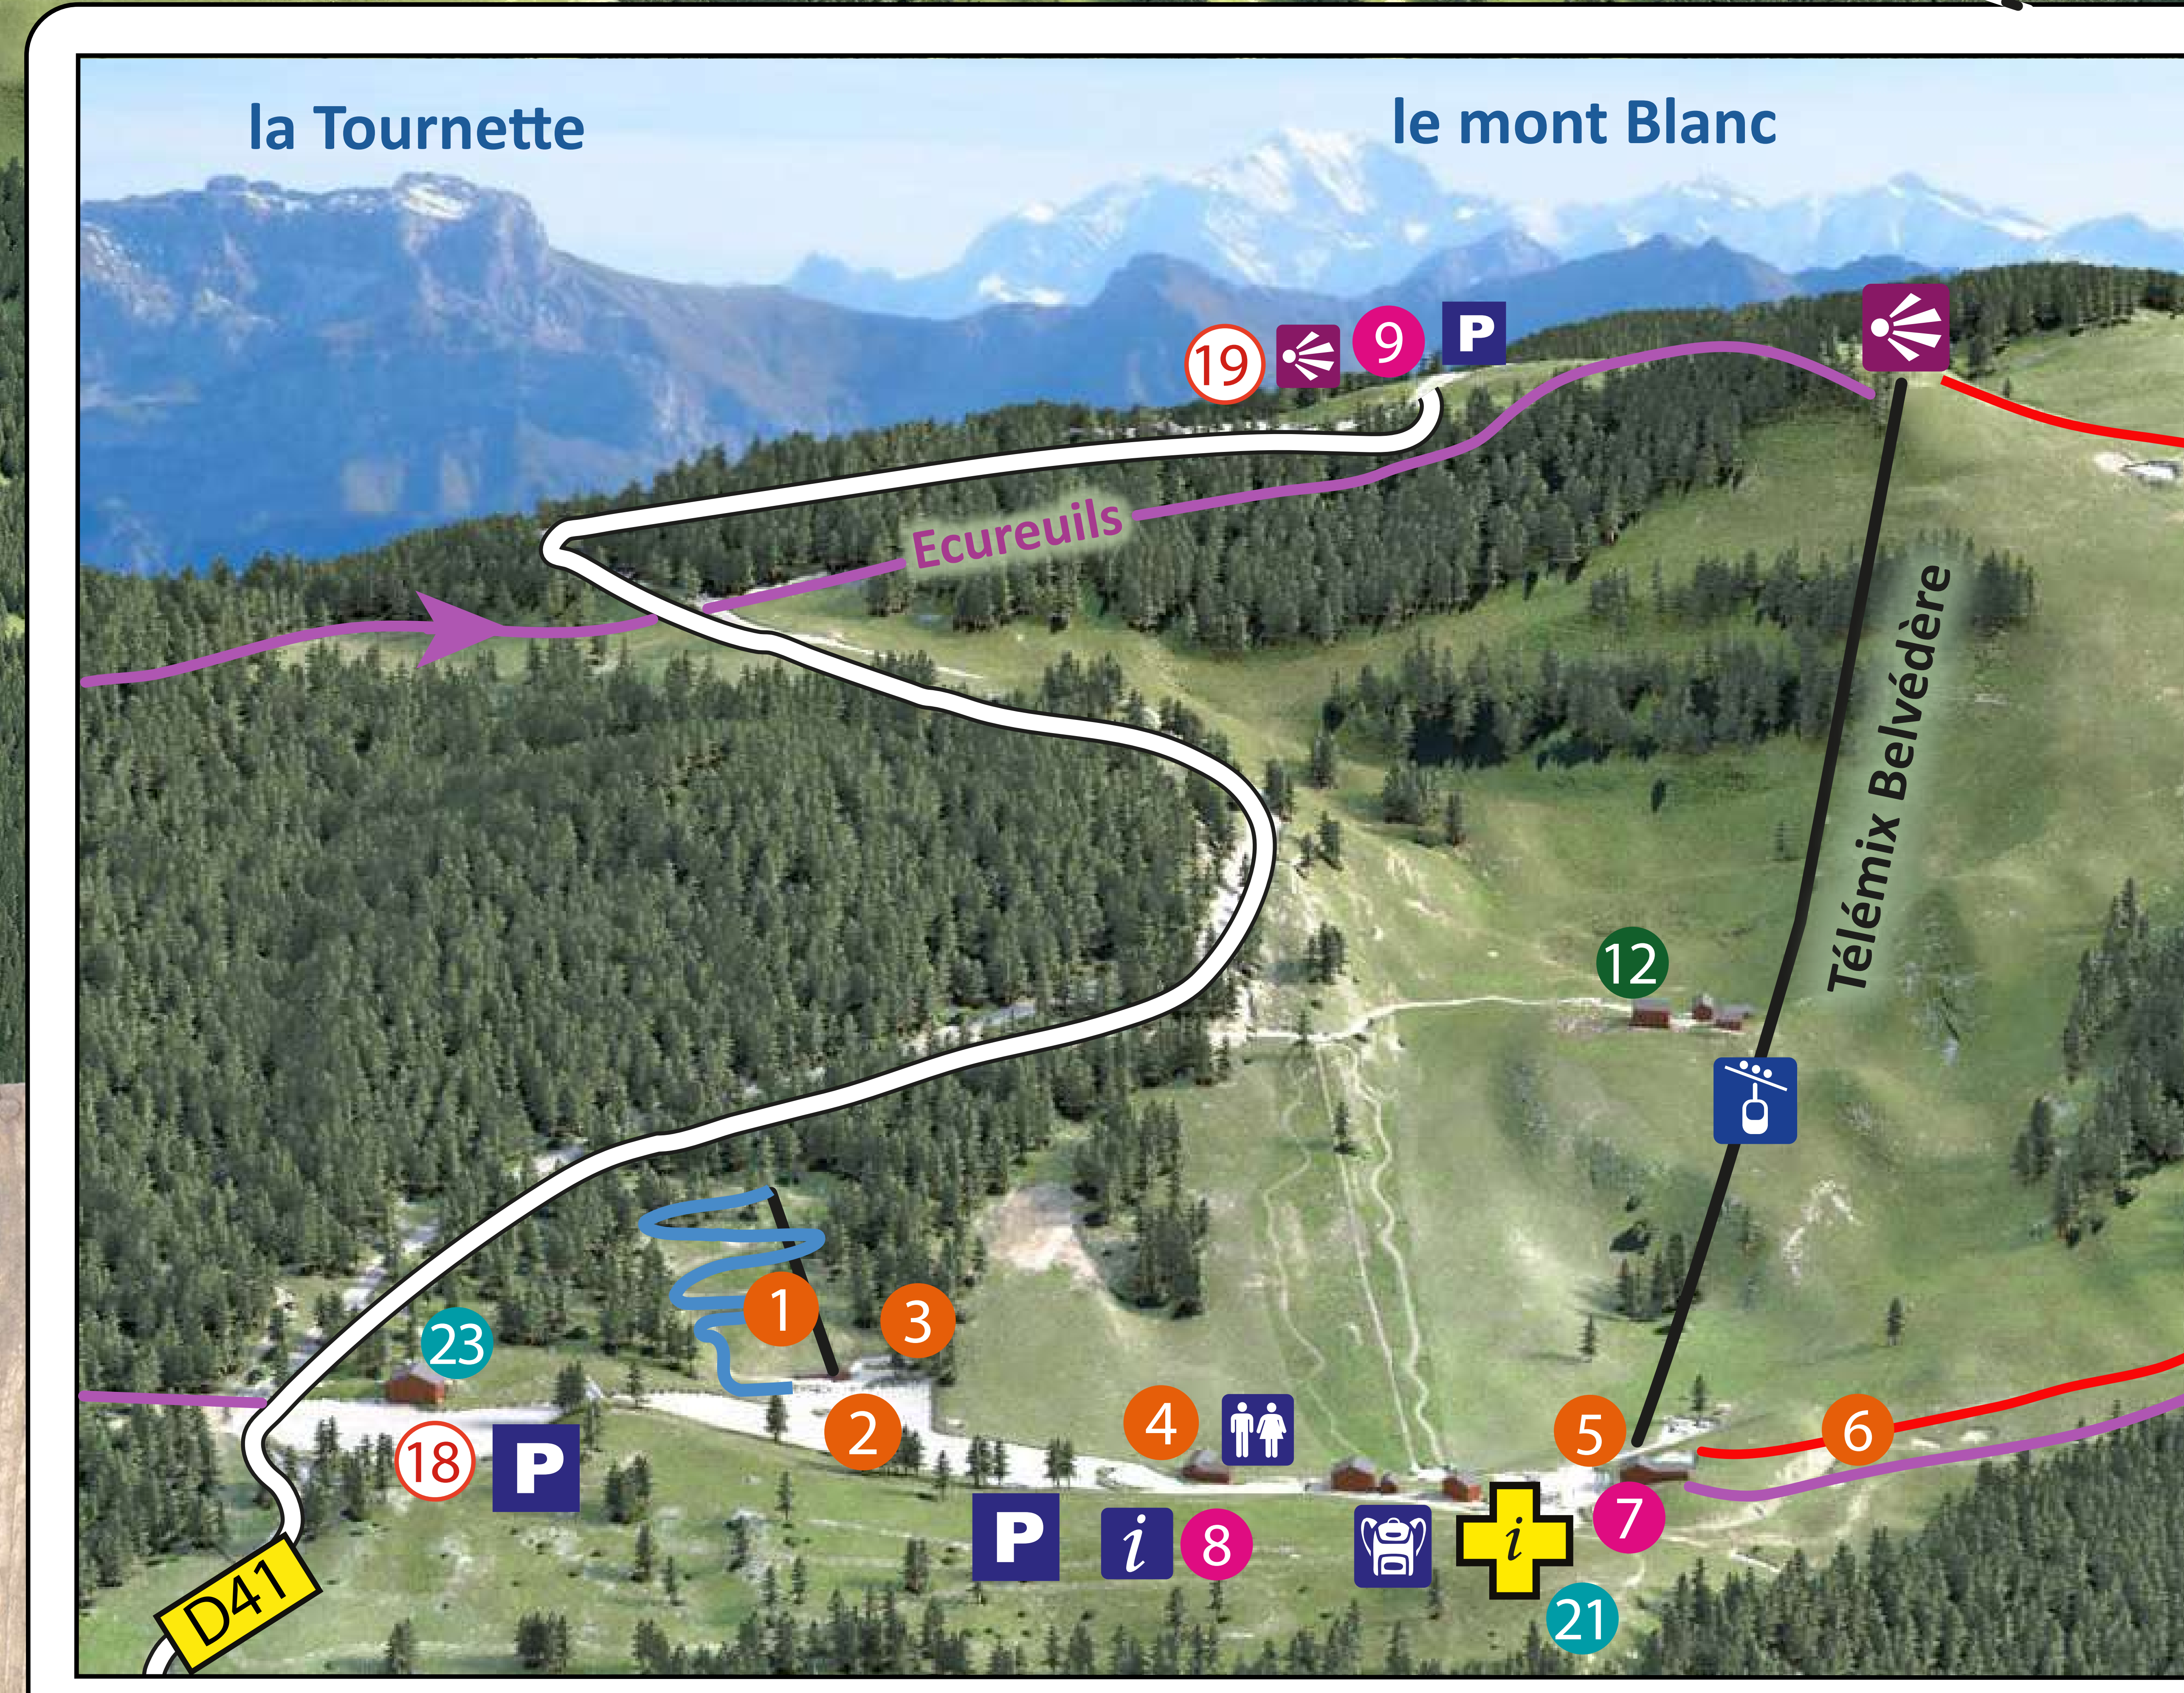 la Tournette
le mont Blanc
19
9
P
Ecureuils
Télémix Belvédère
12
1
3
23
2
4
5
6
18
P
P
i
8
i
7
21
D41